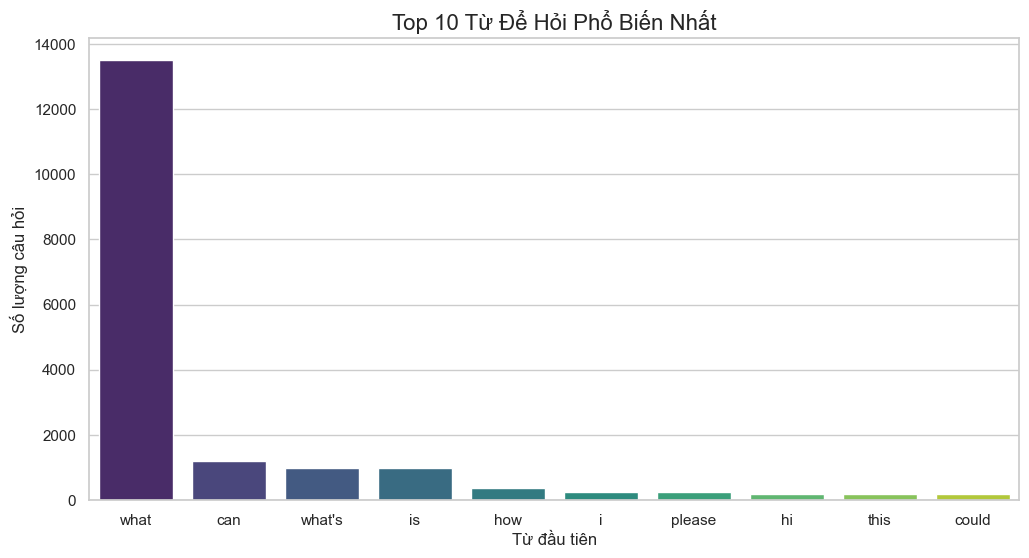 Top 10 Từ Để Hỏi Phổ Biến Nhất
Số lượng câu hỏi
14000
12000
10000
8000
6000
4000
2000
0
what can what's is how i please hi this could
Từ đầu tiên